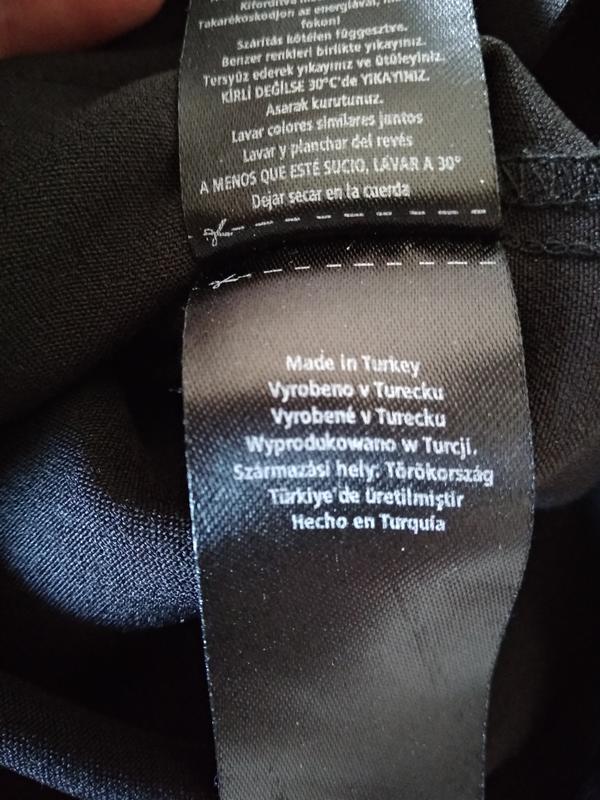 Takarékoskodjon az energiával,
fokon!
Szárítás kötélen függesztve.
Benzer renkleri birlikte yıkayınız.
Tersyüz ederek yıkayınız ve ütüleyiniz.
KİRLİ DEĞİLSE 30°C'de YIKAYINIZ.
Asarak kurutunuz.
Lavar colores similares juntos
Lavar y planchar del revés
A MENOS QUE ESTÉ SUCIO, LAVAR A 30°
Dejar secar en la cuerda
Made in Turkey
Vyrobeno v Turecku
Vyrobené v Turecku
Wyprodukowano w Turcji.
Származási hely: Törökország
Türkiye'de üretilmiştir
Hecho en Turquía